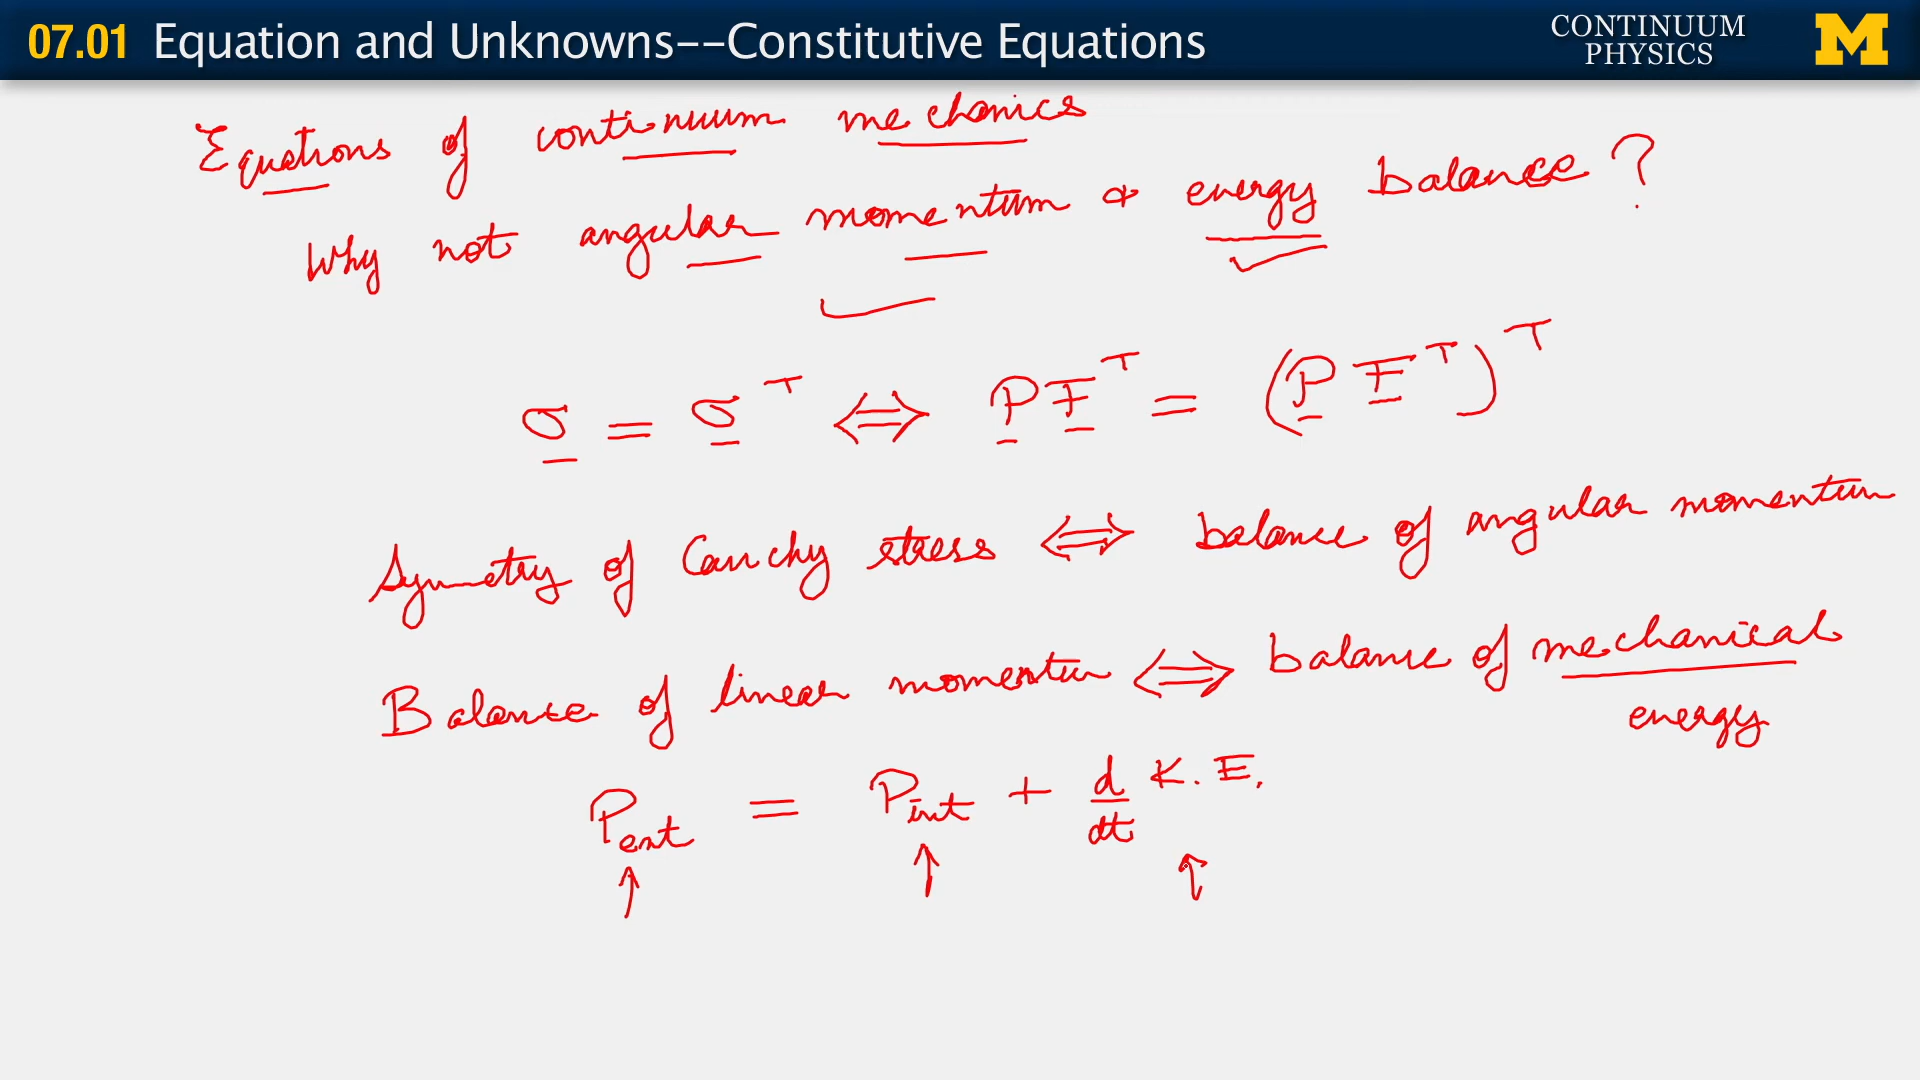 07.01 Equation and Unknowns--Constitutive Equations
CONTINUUM
PHYSICS
M
Equations of continuum mechanics
Why not angular momentum & energy balance ?
σ = σ^T ⇔ P F^T = (P F^T)^T
Symmetry of Cauchy stress ⇔ balance of angular momentum
Balance of linear momentum ⇔ balance of mechanical
energy
P_ext = P_int + d/dt K.E.